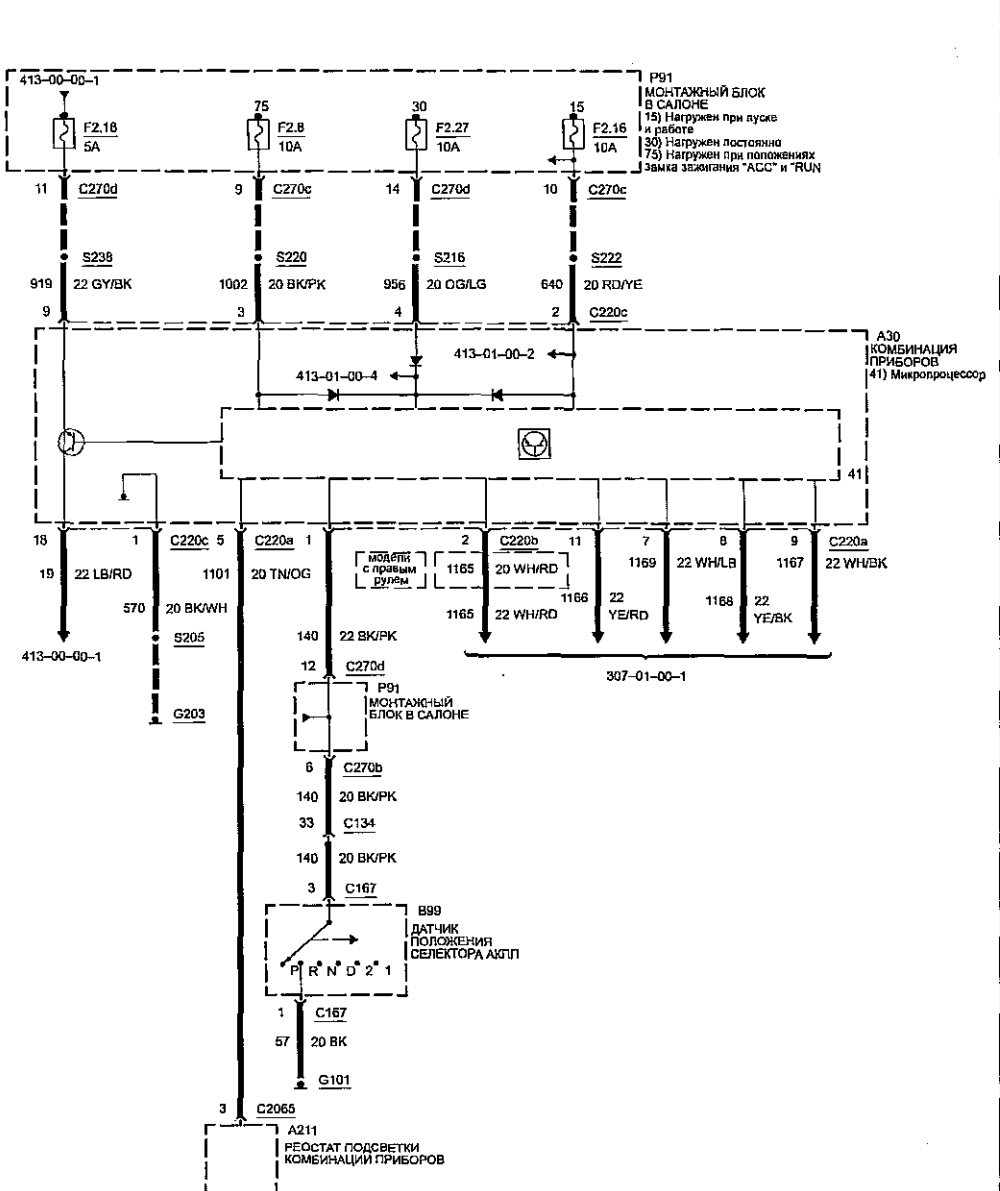 413-00-00-1
P91
МОНТАЖНЫЙ БЛОК
В САЛОНЕ
15) Нагружен при пуске
и работе
30) Нагружен постоянно
75) Нагружен при положениях
Замка зажигания "ACC" и "RUN
75
30
15
F2.18
5A
F2.8
10A
F2.27
10A
F2.16
10A
11 C270d
9 C270c
14 C270d
10 C270c
S238
S220
S216
S222
919 22 GY/BK
1002 20 BK/PK
956 20 OG/LG
640 20 RD/YE
9
3
4
2 C220c
A30
КОМБИНАЦИЯ
ПРИБОРОВ
41) Микропроцессор
413-01-00-2
413-01-00-4
41
18
1 C220c
5 C220a
1
2 C220b
11
7
8
9 C220a
19 22 LB/RD
1101 20 TN/OG
модели
с правым
рулём
1165 20 WH/RD
1169 22 WH/LB
1167 22 WH/BK
570 20 BK/WH
1165 22 WH/RD
1166 22
YE/RD
1168 22
YE/BK
S205
413-00-00-1
140 22 BK/PK
307-01-00-1
12 C270d
G203
P91
МОНТАЖНЫЙ
БЛОК В САЛОНЕ
6 C270b
140 20 BK/PK
33 C134
140 20 BK/PK
3 C167
B99
ДАТЧИК
ПОЛОЖЕНИЯ
СЕЛЕКТОРА АКПП
P R N D 2 1
1 C167
57 20 BK
G101
3 C2065
A211
РЕОСТАТ ПОДСВЕТКИ
КОМБИНАЦИИ ПРИБОРОВ